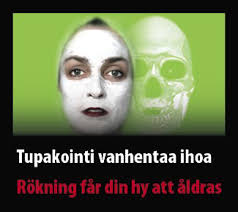 Tupakointi vanhentaa ihoa
Rökning får din hy att åldras